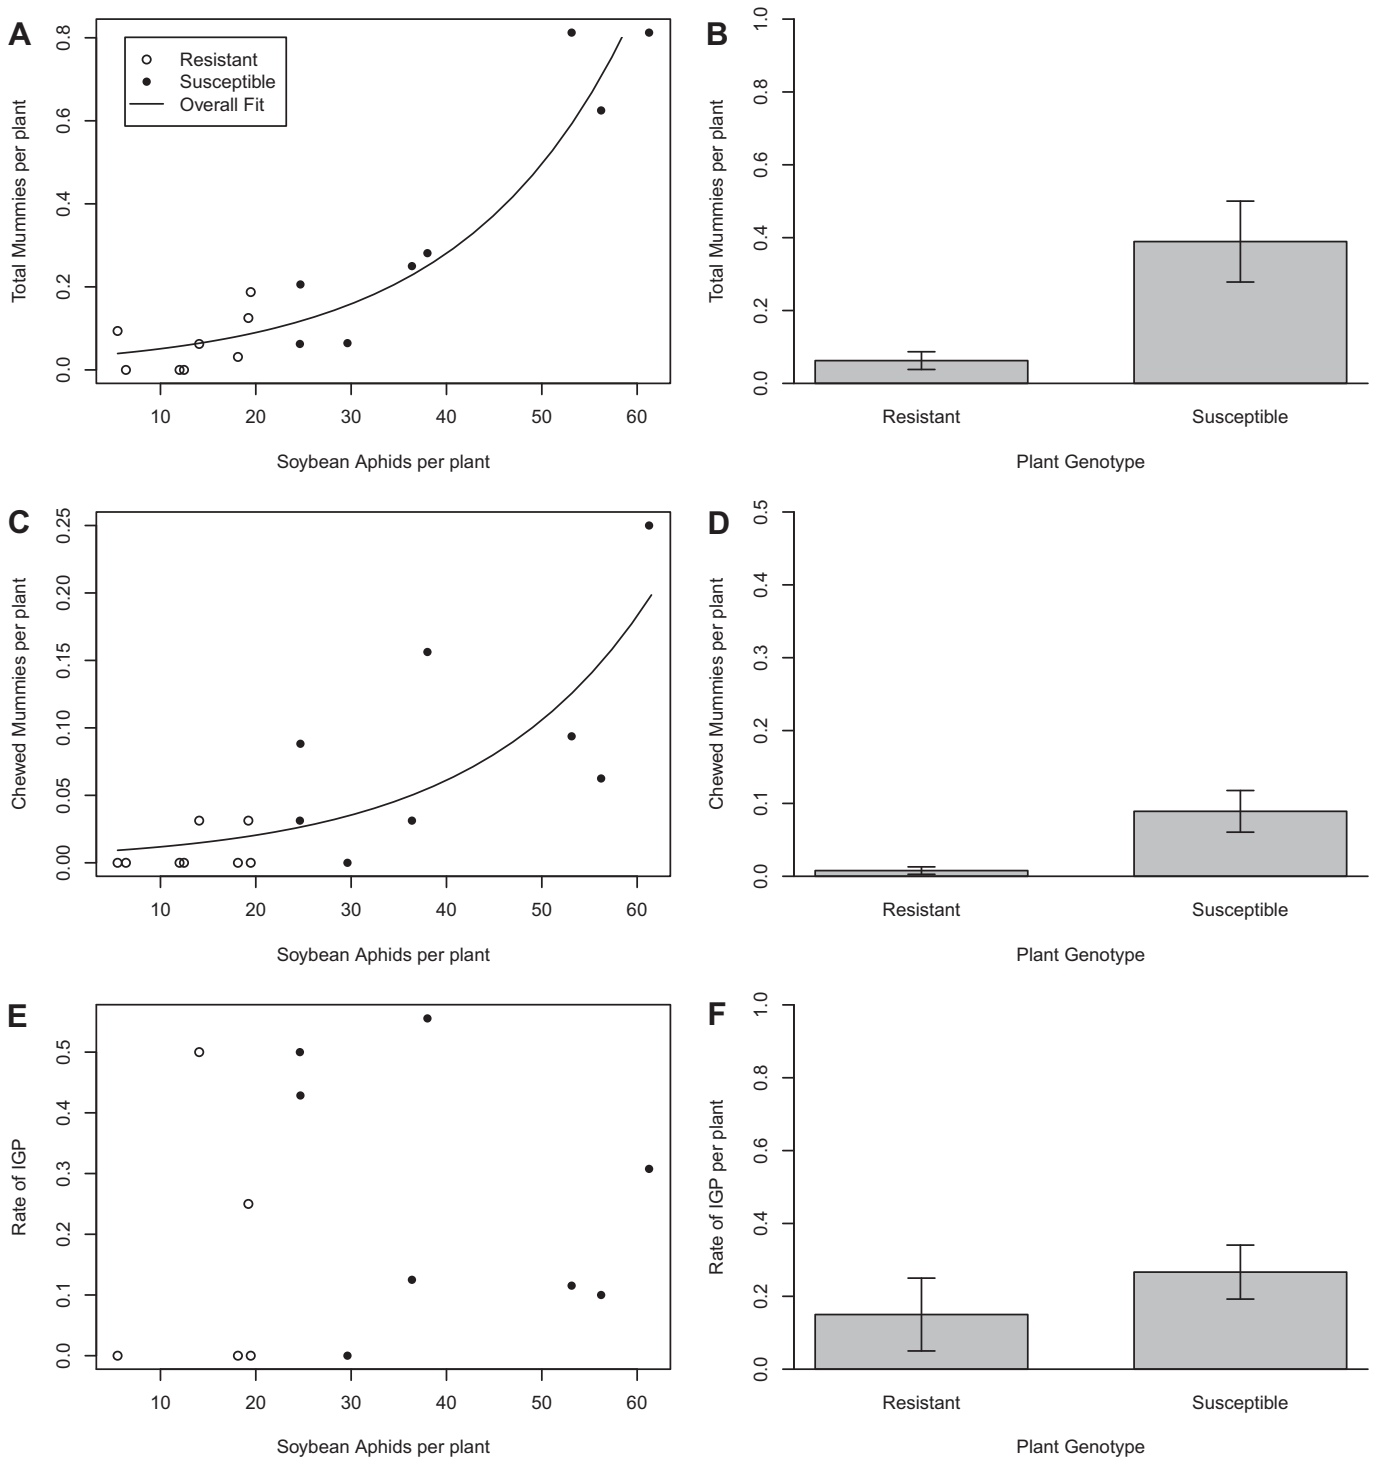 A
Total Mummies per plant
0.8
0.6
0.4
0.2
0.0
Resistant
Susceptible
Overall Fit
10 20 30 40 50 60
Soybean Aphids per plant
B
Total Mummies per plant
1.0
0.8
0.6
0.4
0.2
0.0
Resistant Susceptible
Plant Genotype
C
Chewed Mummies per plant
0.25
0.20
0.15
0.10
0.05
0.00
10 20 30 40 50 60
Soybean Aphids per plant
D
Chewed Mummies per plant
0.5
0.4
0.3
0.2
0.1
0.0
Resistant Susceptible
Plant Genotype
E
Rate of IGP
0.5
0.4
0.3
0.2
0.1
0.0
10 20 30 40 50 60
Soybean Aphids per plant
F
Rate of IGP per plant
1.0
0.8
0.6
0.4
0.2
0.0
Resistant Susceptible
Plant Genotype